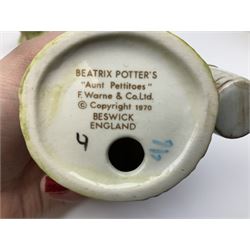 BEATRIX POTTER'S
"Aunt Pettitoes"
F. Warne & Co. Ltd.
© Copyright 1970
BESWICK
ENGLAND
4